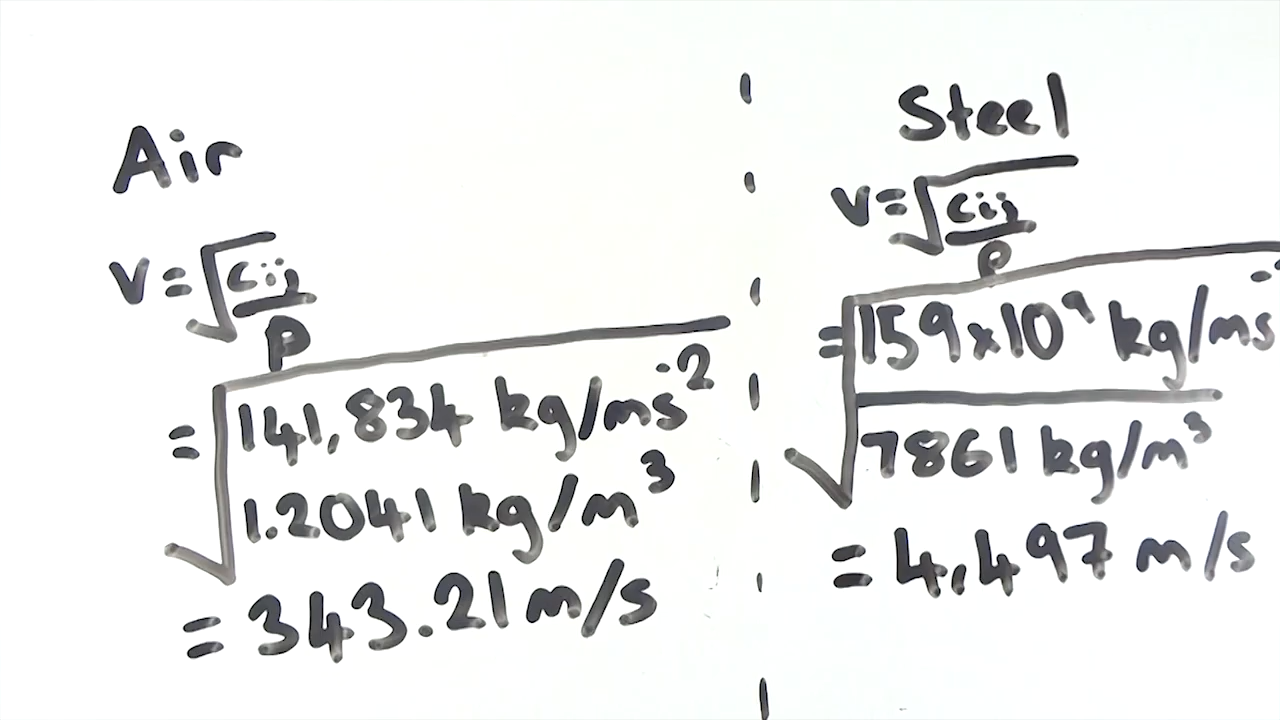 Air
v = √Cij
ρ
= √141,834 kg/ms⁻²
1.2041 kg/m³
= 343.21 m/s
Steel
v = √Cij
ρ
= √159x10⁹ kg/ms⁻
7861 kg/m³
= 4,497 m/s